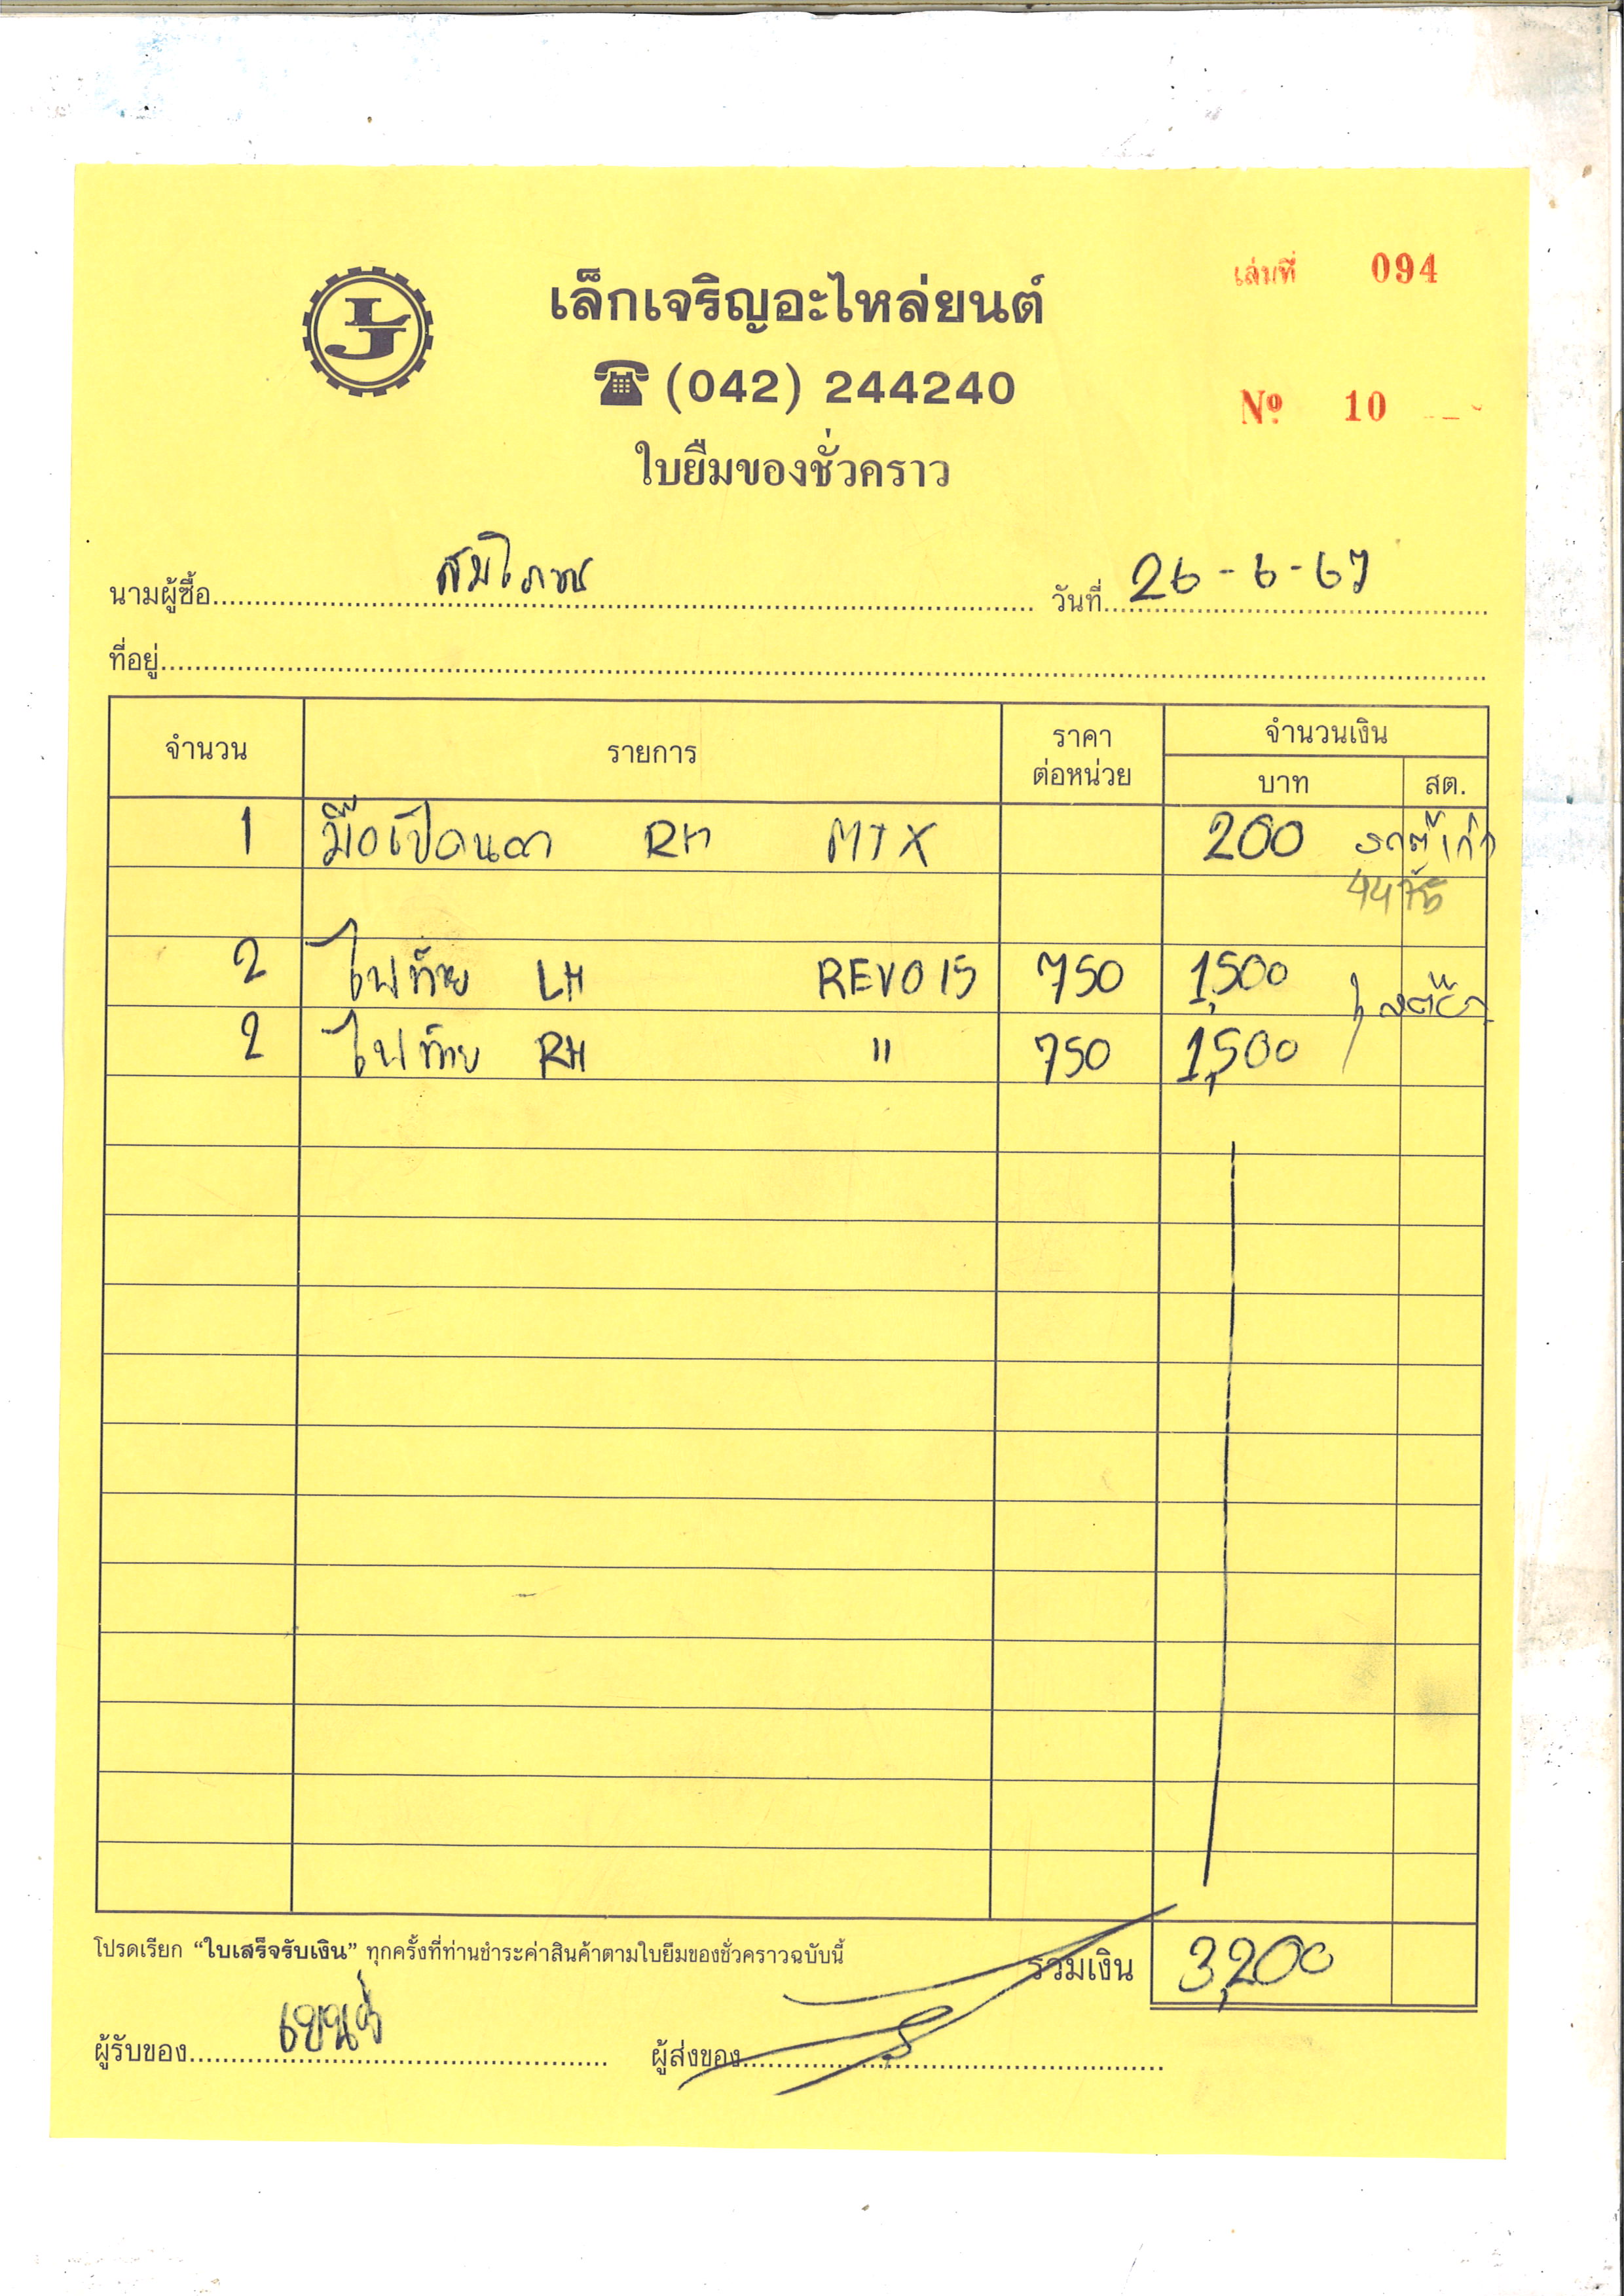 เล่มที่ 094
เล็กเจริญอะไหล่ยนต์
(042) 244240
Nº 10
ใบยืมของชั่วคราว
นามผู้ซื้อ สมโภชน์ วันที่ 26-6-67
ที่อยู่
จำนวน รายการ ราคาต่อหน่วย จำนวนเงิน
บาท สต.
1 มือเปิดนอก RH MTX 200 รถตู้เก่า
44
2 ไฟท้าย LH REVO 15 750 1,500
2 ไฟท้าย RH " 750 1,500
โปรดเรียก “ใบเสร็จรับเงิน” ทุกครั้งที่ท่านชำระค่าสินค้าตามใบยืมของชั่วคราวฉบับนี้
รวมเงิน 3,200
ผู้รับของ ผู้ส่งของ